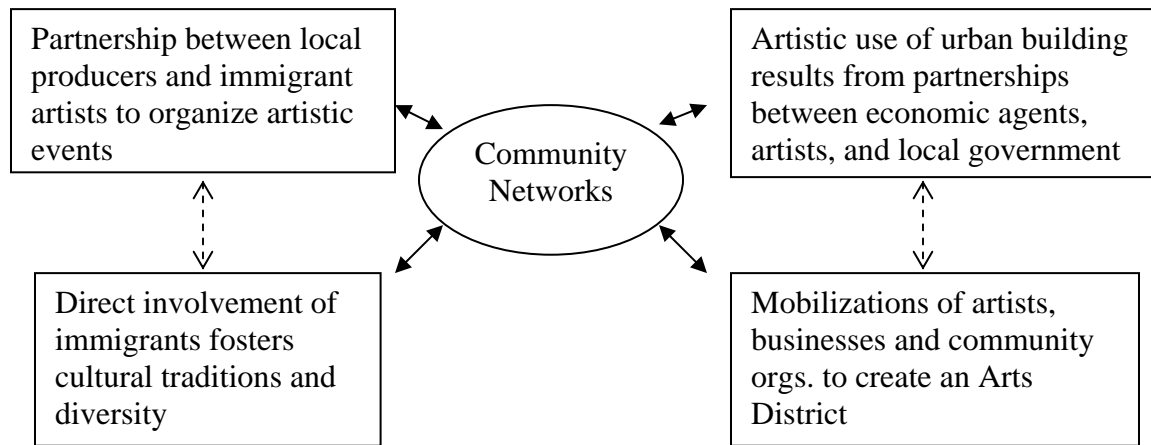 Partnership between local
producers and immigrant
artists to organize artistic
events
Artistic use of urban building
results from partnerships
between economic agents,
artists, and local government
Community
Networks
Direct involvement of
immigrants fosters
cultural traditions and
diversity
Mobilizations of artists,
businesses and community
orgs. to create an Arts
District